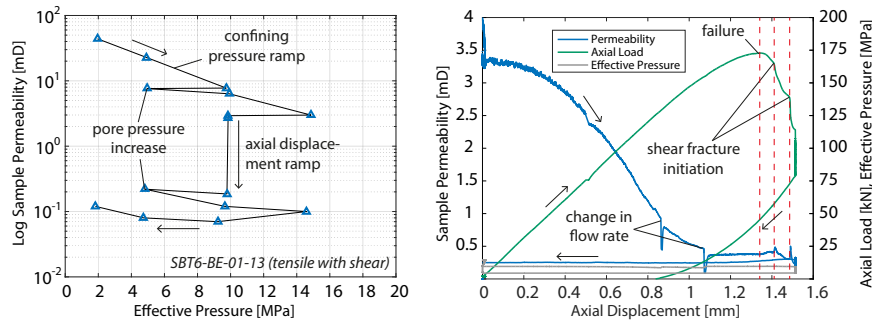 Log Sample Permeability [mD]
10²
10¹
10⁰
10⁻¹
10⁻²
confining
pressure ramp
pore pressure
increase
axial displace-
ment ramp
SBT6-BE-01-13 (tensile with shear)
0 2 4 6 8 10 12 14 16 18 20
Effective Pressure [MPa]
Sample Permeability [mD]
4
3.5
3
2.5
2
1.5
1
0.5
Permeability
Axial Load
Effective Pressure
failure
shear fracture
initiation
change in
flow rate
0 0.2 0.4 0.6 0.8 1.0 1.2 1.4 1.6
Axial Displacement [mm]
200
175
150
125
100
75
50
25
Axial Load [kN], Effective Pressure [MPa]